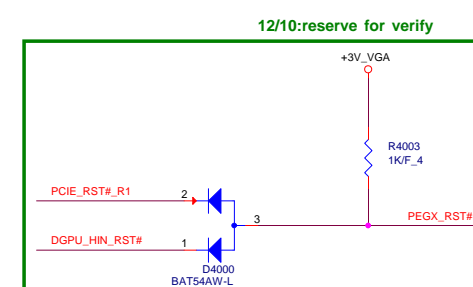 12/10:reserve for verify
+3V_VGA
R4003
1K/F_4
PCIE_RST#_R1
2
3
PEGX_RST#
DGPU_HIN_RST#
1
D4000
BAT54AW-L